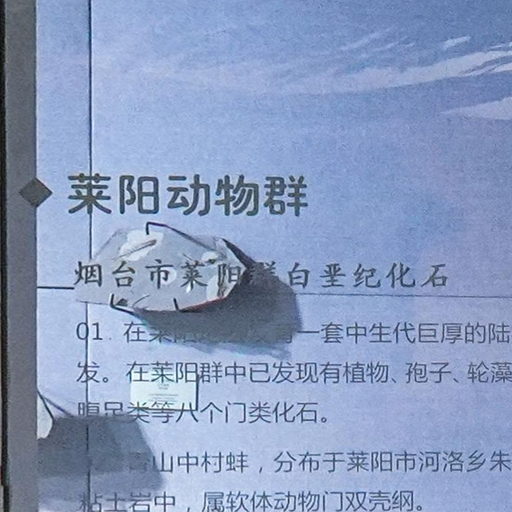 莱阳动物群
烟台市莱阳群白垩纪化石
01. 在莱阳 一套中生代巨厚的陆
发。在莱阳群中已发现有植物、孢子、轮藻
腹足类等八个门类化石。
山中村蚌，分布于莱阳市河洛乡朱
粘土岩中，属软体动物门双壳纲。